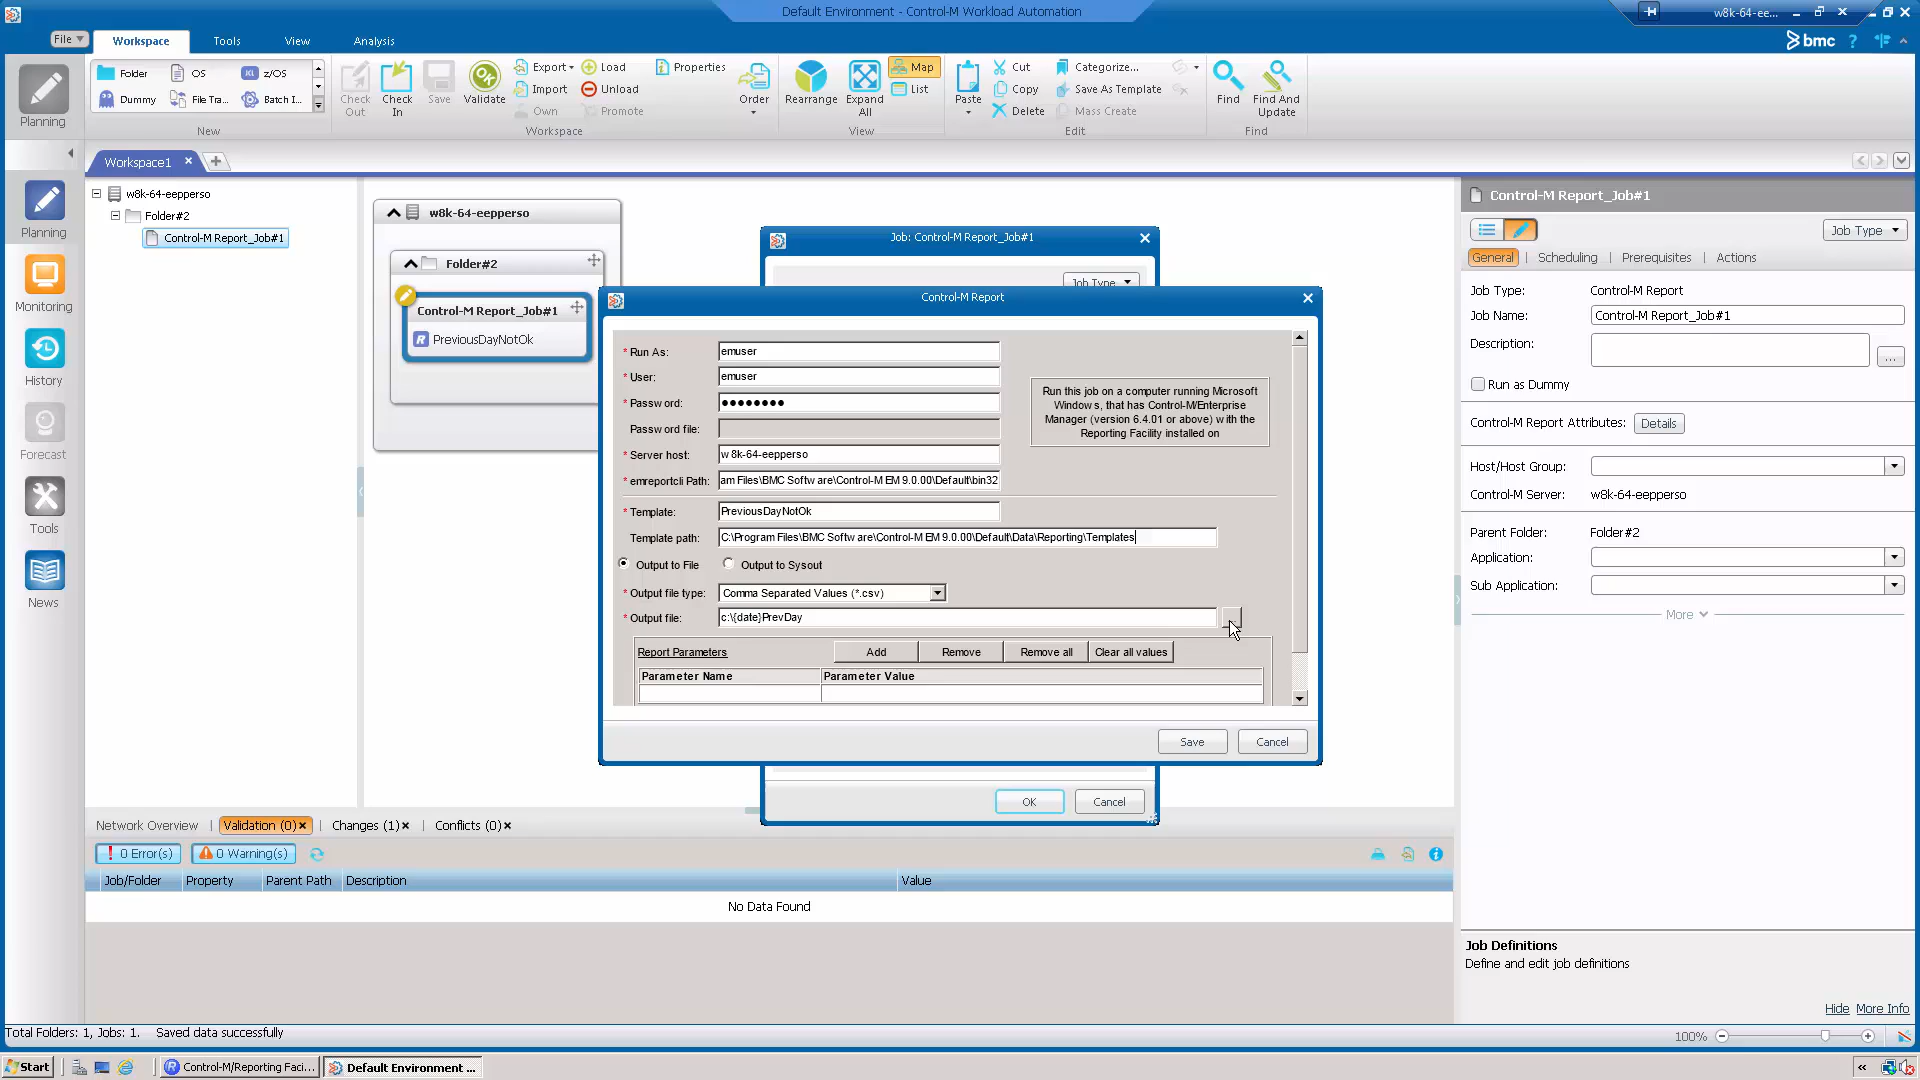 Default Environment - Control-M Workload Automation
w8k-64-ee...
File
Workspace
Tools
View
Analysis
bmc
?
Planning
Folder
OS
z/OS
Dummy
File Tra...
Batch I...
New
Check Out
Check In
Save
Validate
Export
Import
Own
Load
Unload
Promote
Properties
Workspace
Order
Rearrange
Expand All
Map
List
View
Paste
Cut
Copy
Delete
Categorize...
Save As Template
Mass Create
Edit
Find
Find And Update
Find
Workspace1
w8k-64-eepperso
Folder#2
Control-M Report_Job#1
Planning
Monitoring
History
Forecast
Tools
News
w8k-64-eepperso
Folder#2
Control-M Report_Job#1
PreviousDayNotOk
Job: Control-M Report_Job#1
Job Type
Control-M Report
* Run As: emuser
* User: emuser
* Password: ●●●●●●●●
Password file:
* Server host: w8k-64-eepperso
* emreportcli Path: am Files\BMC Software\Control-M EM 9.0.00\Default\bin32
Run this job on a computer running Microsoft
Windows, that has Control-M/Enterprise
Manager (version 6.4.01 or above) with the
Reporting Facility installed on
* Template: PreviousDayNotOk
Template path: C:\Program Files\BMC Software\Control-M EM 9.0.00\Default\Data\Reporting\Templates
Output to File
Output to Sysout
* Output file type: Comma Separated Values (*.csv)
* Output file: c:\{date}PrevDay
Report Parameters
Add
Remove
Remove all
Clear all values
Parameter Name
Parameter Value
Save
Cancel
OK
Cancel
Control-M Report_Job#1
Job Type
General | Scheduling | Prerequisites | Actions
Job Type: Control-M Report
Job Name: Control-M Report_Job#1
Description:
...
Run as Dummy
Control-M Report Attributes: Details
Host/Host Group:
Control-M Server: w8k-64-eepperso
Parent Folder: Folder#2
Application:
Sub Application:
More
Job Definitions
Define and edit job definitions
Hide
More Info
Network Overview | Validation (0) | Changes (1) | Conflicts (0)
0 Error(s)
0 Warning(s)
Job/Folder
Property
Parent Path
Description
Value
No Data Found
Total Folders: 1, Jobs: 1. Saved data successfully
100%
Start
Control-M/Reporting Faci...
Default Environment ...